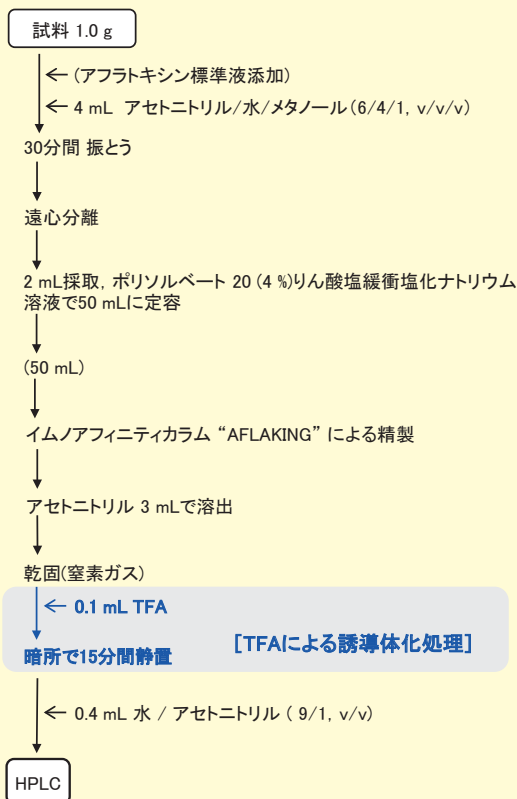 試料 1.0 g
← (アフラトキシン標準液添加)
← 4 mL アセトニトリル/水/メタノール(6/4/1, v/v/v)
30分間 振とう
遠心分離
2 mL採取, ポリソルベート 20 (4 %)りん酸塩緩衝塩化ナトリウム
溶液で50 mLに定容
(50 mL)
イムノアフィニティカラム “AFLAKING” による精製
アセトニトリル 3 mLで溶出
乾固(窒素ガス)
← 0.1 mL TFA
[TFAによる誘導体化処理]
暗所で15分間静置
← 0.4 mL 水 / アセトニトリル ( 9/1, v/v)
HPLC